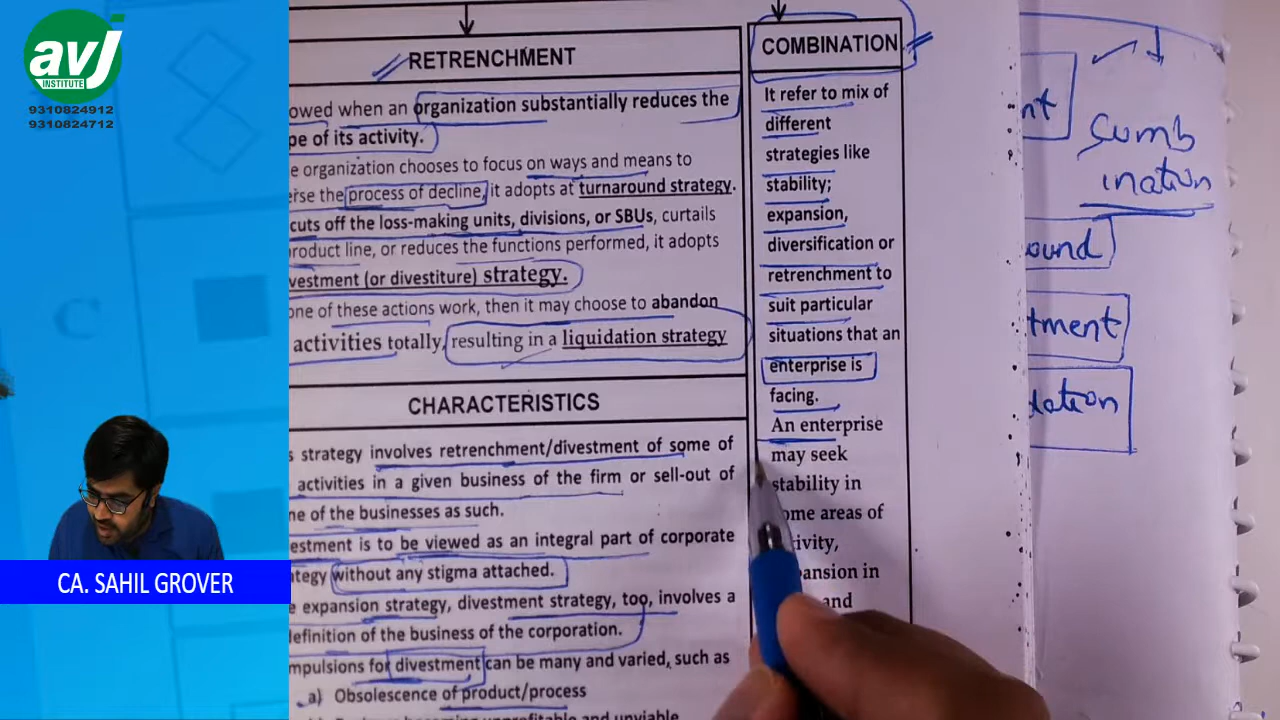 avj
INSTITUTE
9310824912
9310824712
CA. SAHIL GROVER
RETRENCHMENT
owed when an organization substantially reduces the
pe of its activity.
e organization chooses to focus on ways and means to
erse the process of decline, it adopts at turnaround strategy.
cuts off the loss-making units, divisions, or SBUs, curtails
product line, or reduces the functions performed, it adopts
vestment (or divestiture) strategy.
one of these actions work, then it may choose to abandon
activities totally, resulting in a liquidation strategy
CHARACTERISTICS
s strategy involves retrenchment/divestment of some of
activities in a given business of the firm or sell-out of
ne of the businesses as such.
estment is to be viewed as an integral part of corporate
ategy without any stigma attached.
e expansion strategy, divestment strategy, too, involves a
definition of the business of the corporation.
mpulsions for divestment can be many and varied, such as
a) Obsolescence of product/process
COMBINATION
It refer to mix of
different
strategies like
stability;
expansion,
diversification or
retrenchment to
suit particular
situations that an
enterprise is
facing.
An enterprise
may seek
stability in
some areas of
tivity,
pansion in
and
nt
Comb
ination
ound
tment
dation